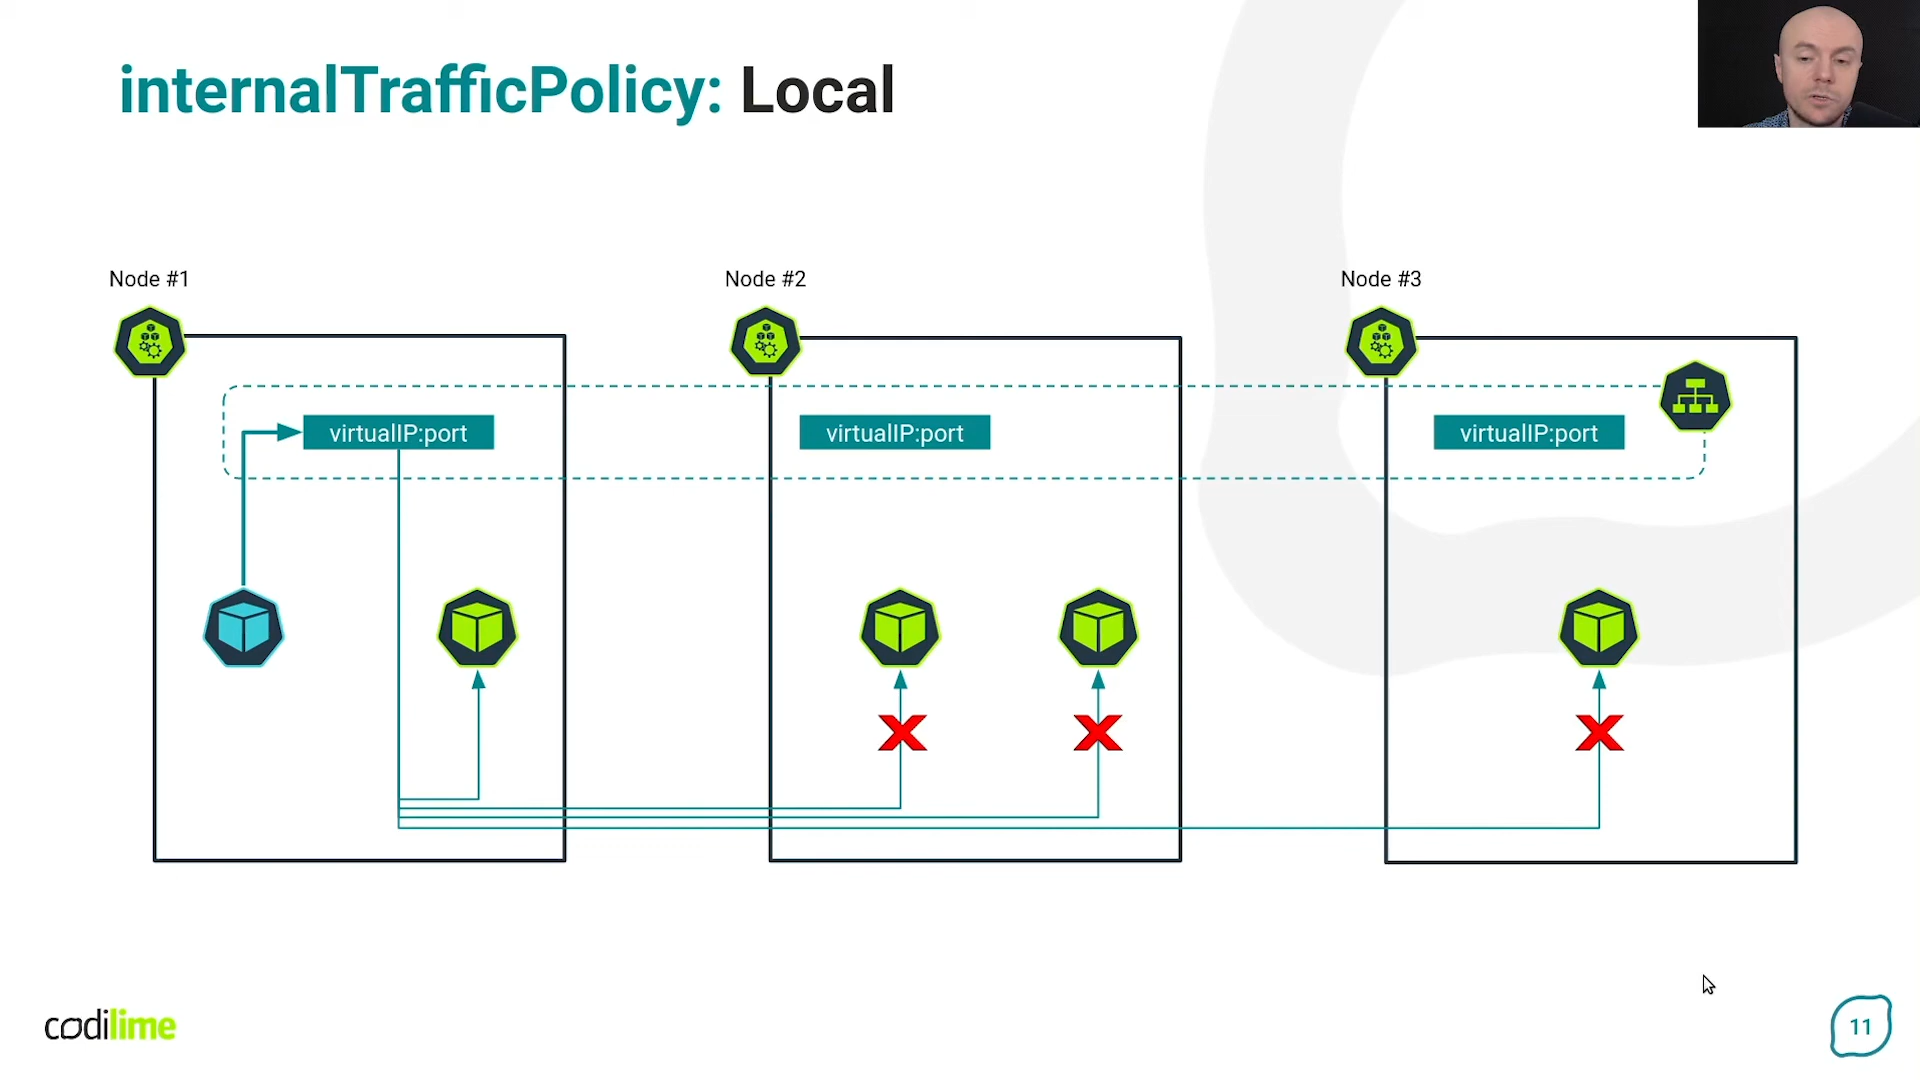 internalTrafficPolicy: Local
Node #1
Node #2
Node #3
virtualIP:port
virtualIP:port
virtualIP:port
codilime
11